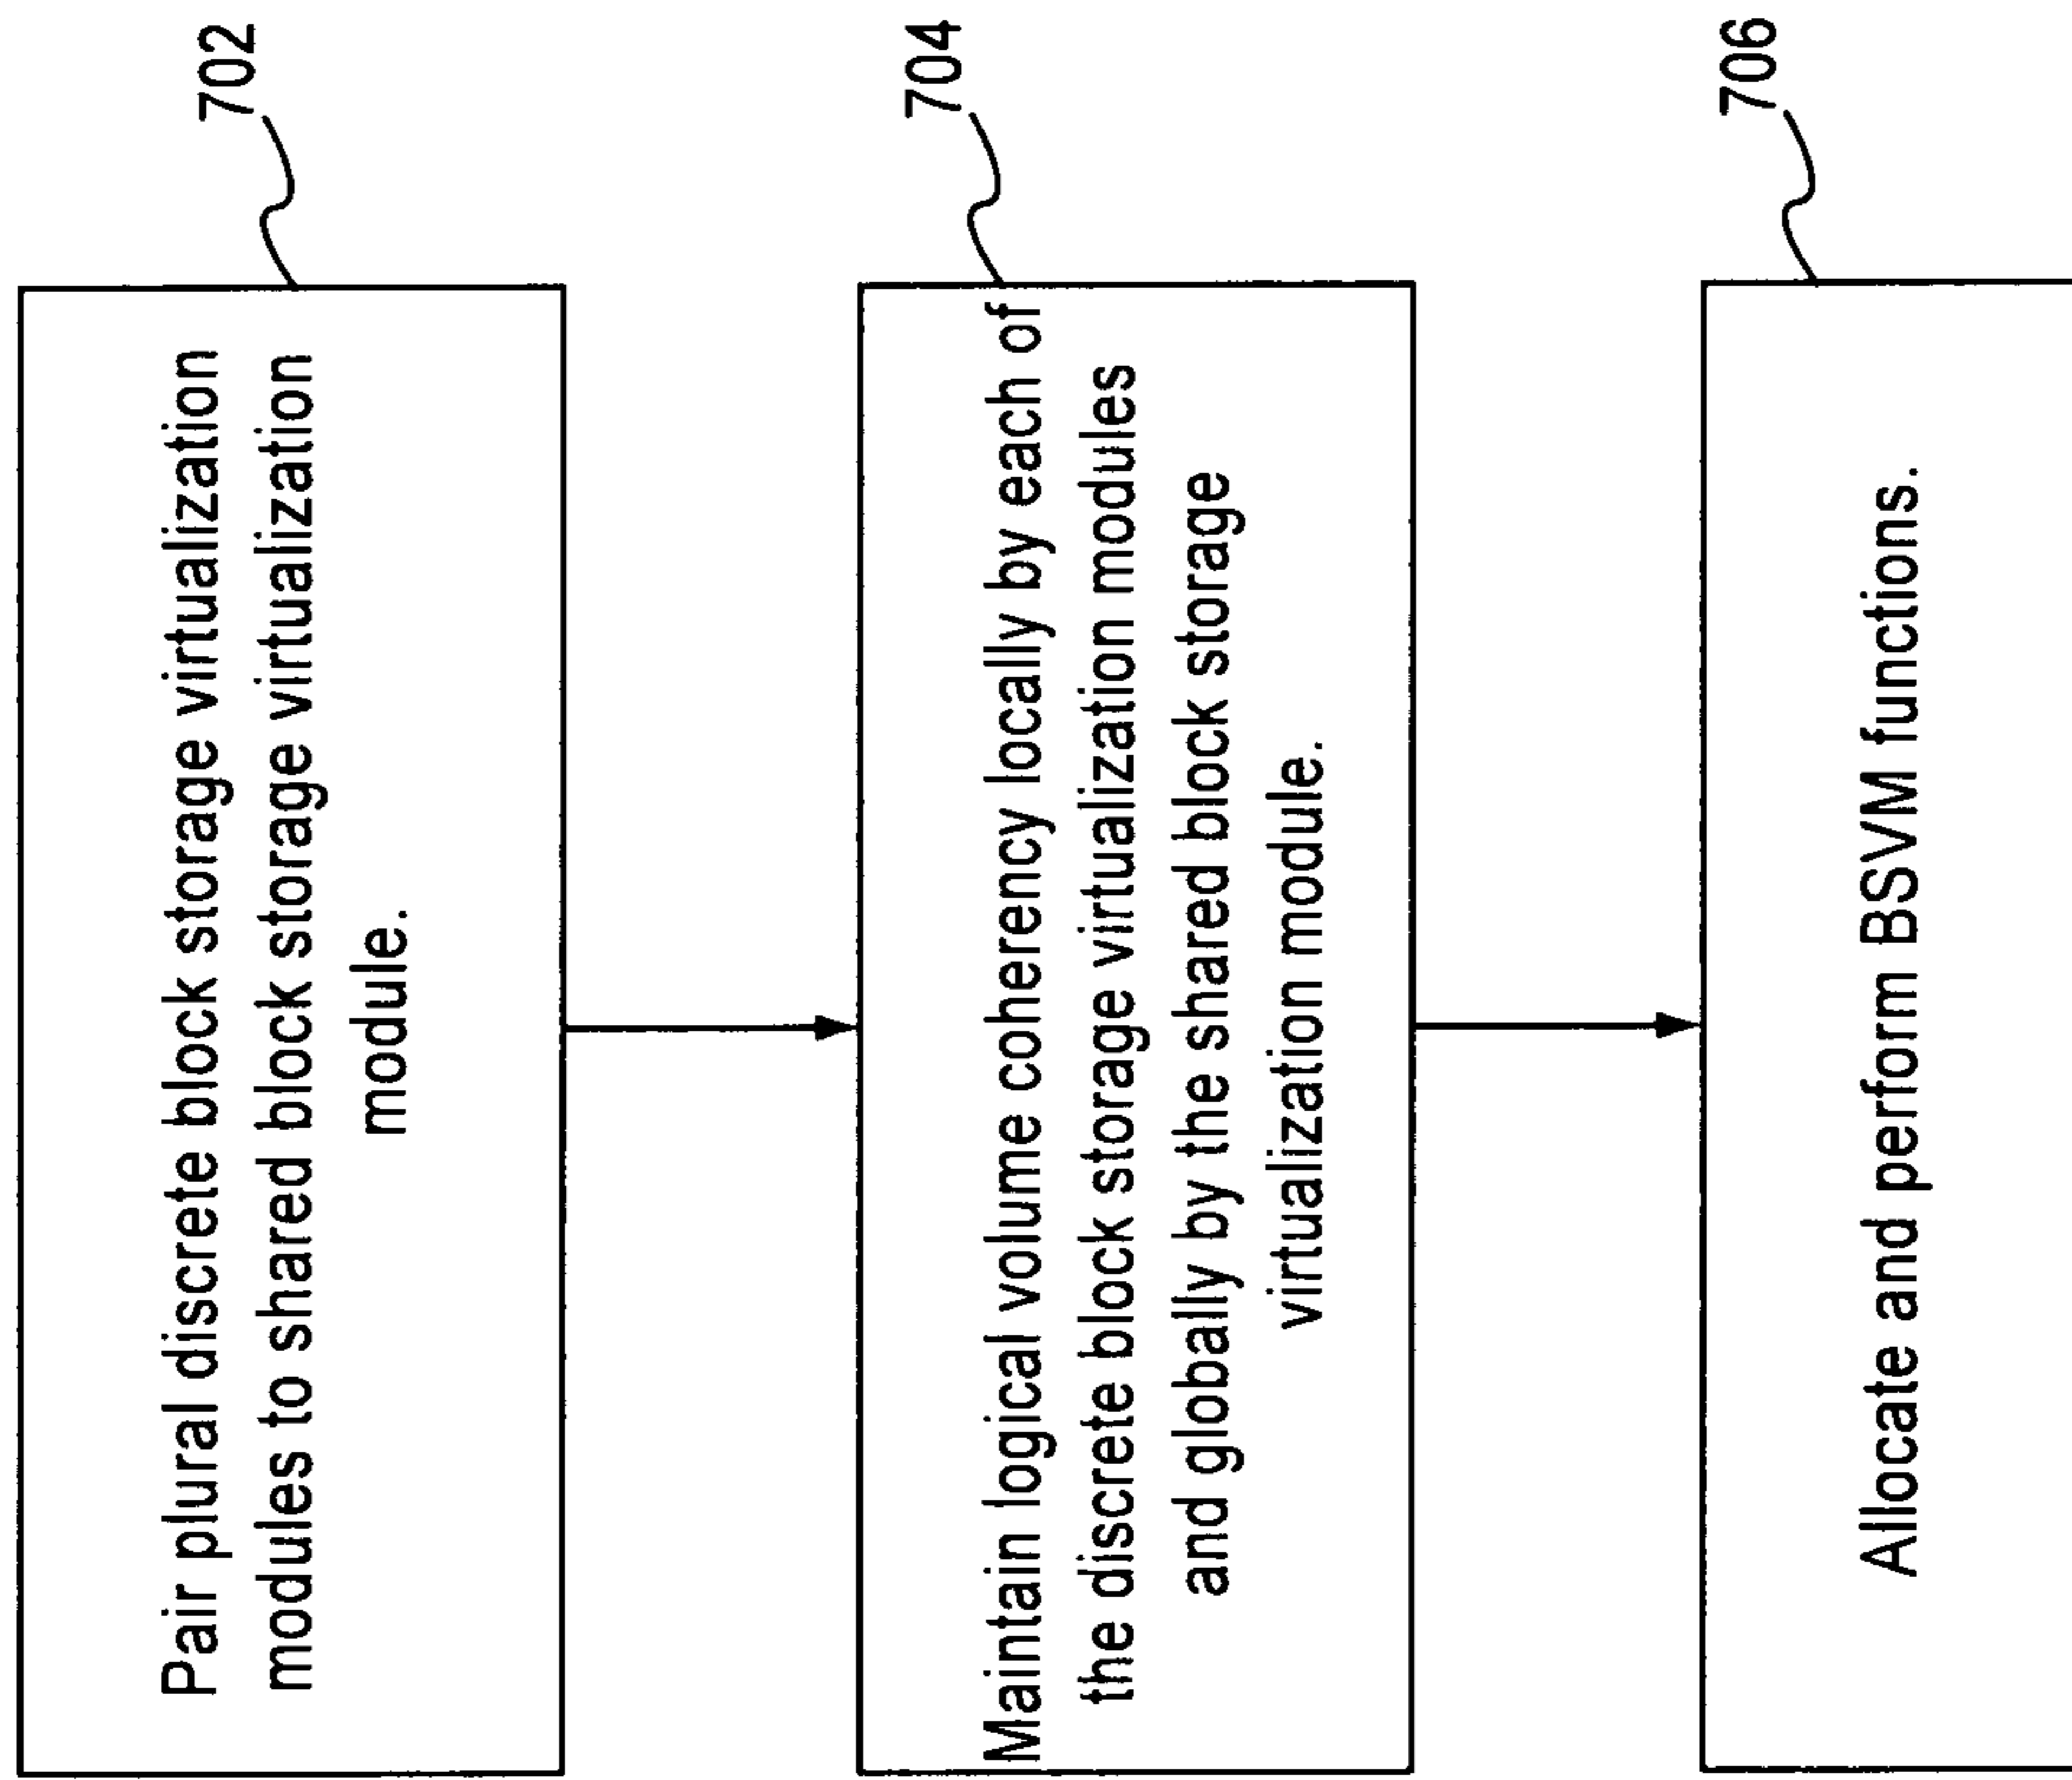 702
Pair plural discrete block storage virtualization
modules to shared block storage virtualization
module.
704
Maintain logical volume coherency locally by each of
the discrete block storage virtualization modules
and globally by the shared block storage
virtualization module.
706
Allocate and perform BSVM functions.